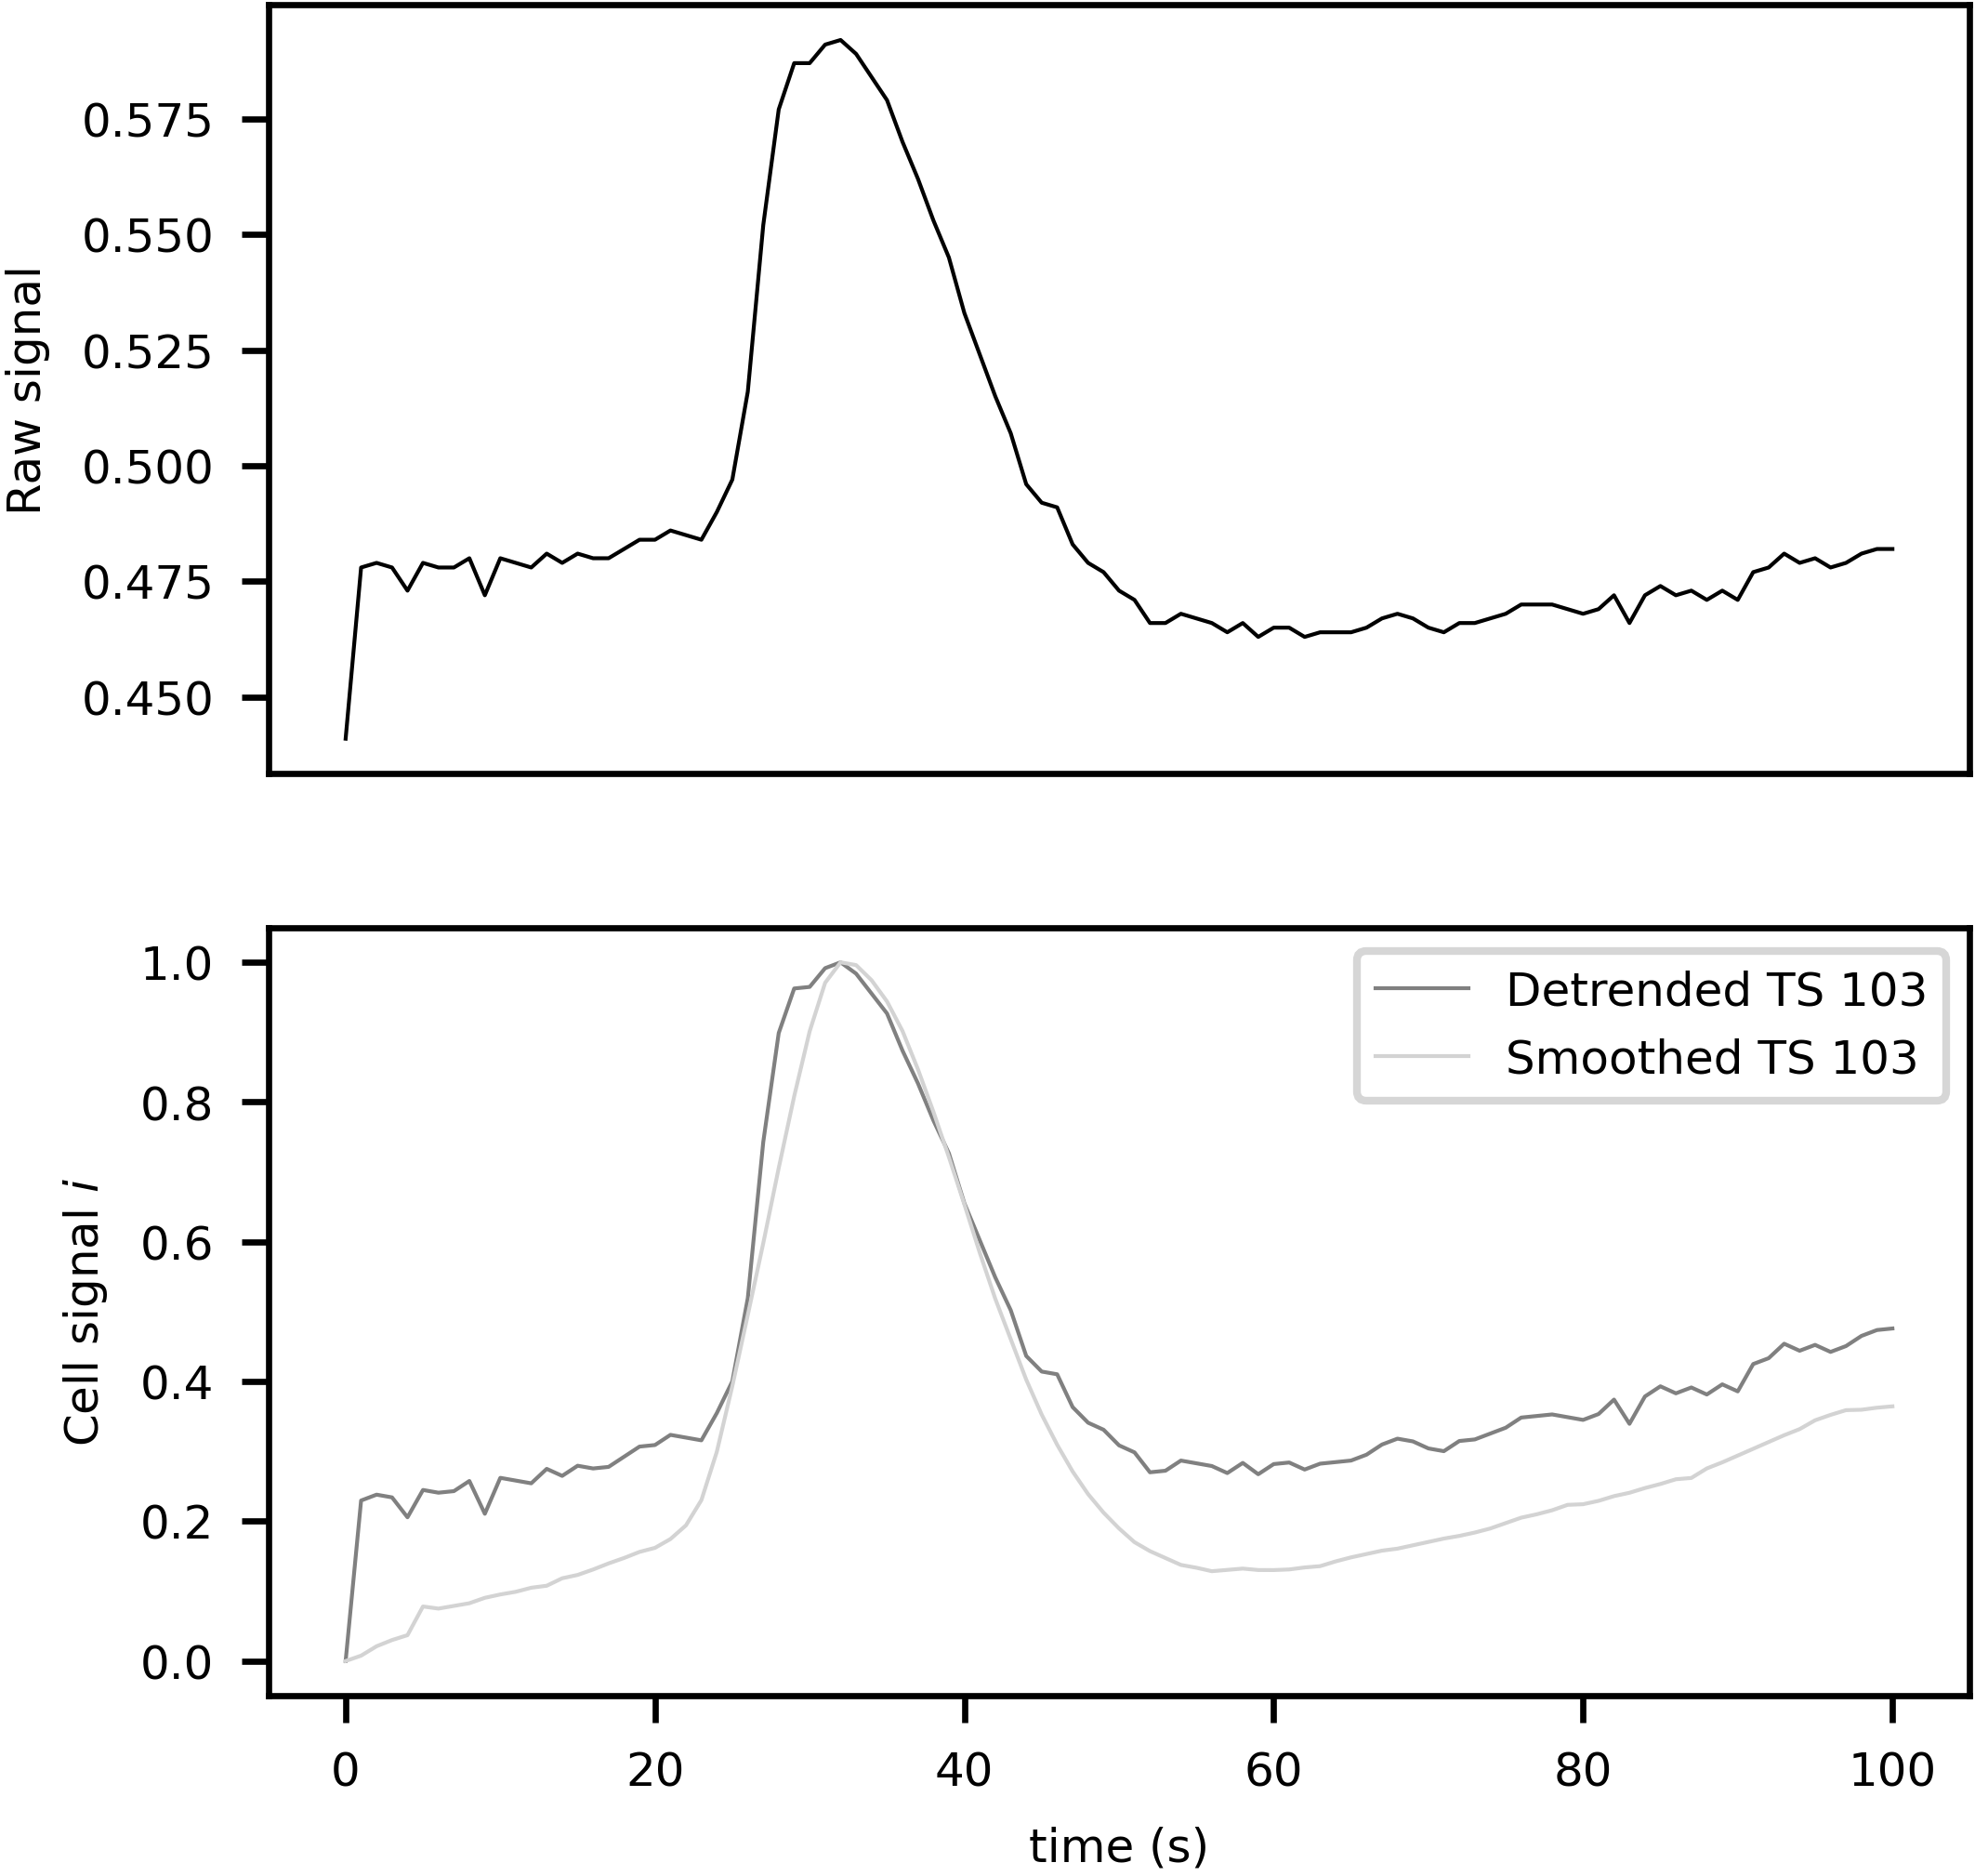 Raw signal
0.575
0.550
0.525
0.500
0.475
0.450
Cell signal i
1.0
0.8
0.6
0.4
0.2
0.0
Detrended TS 103
Smoothed TS 103
0 20 40 60 80 100
time (s)